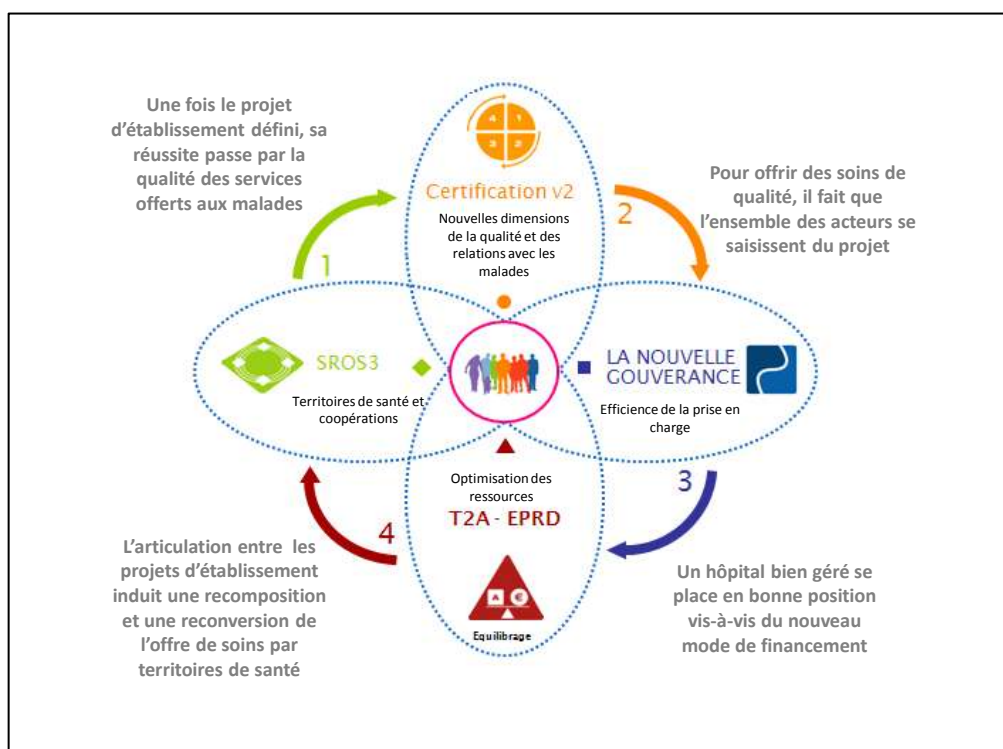 Une fois le projet
d'établissement défini, sa
réussite passe par la
qualité des services
offerts aux malades
1
4 1
3 2
Certification v2
Nouvelles dimensions
de la qualité et des
relations avec les
malades
2
Pour offrir des soins de
qualité, il fait que
l'ensemble des acteurs se
saisissent du projet
SROS3
Territoires de santé et
coopérations
LA NOUVELLE
GOUVERANCE
Efficience de la prise en
charge
Optimisation des
ressources
T2A - EPRD
A €
Equilibrage
3
Un hôpital bien géré se
place en bonne position
vis-à-vis du nouveau
mode de financement
4
L'articulation entre les
projets d'établissement
induit une recomposition
et une reconversion de
l'offre de soins par
territoires de santé